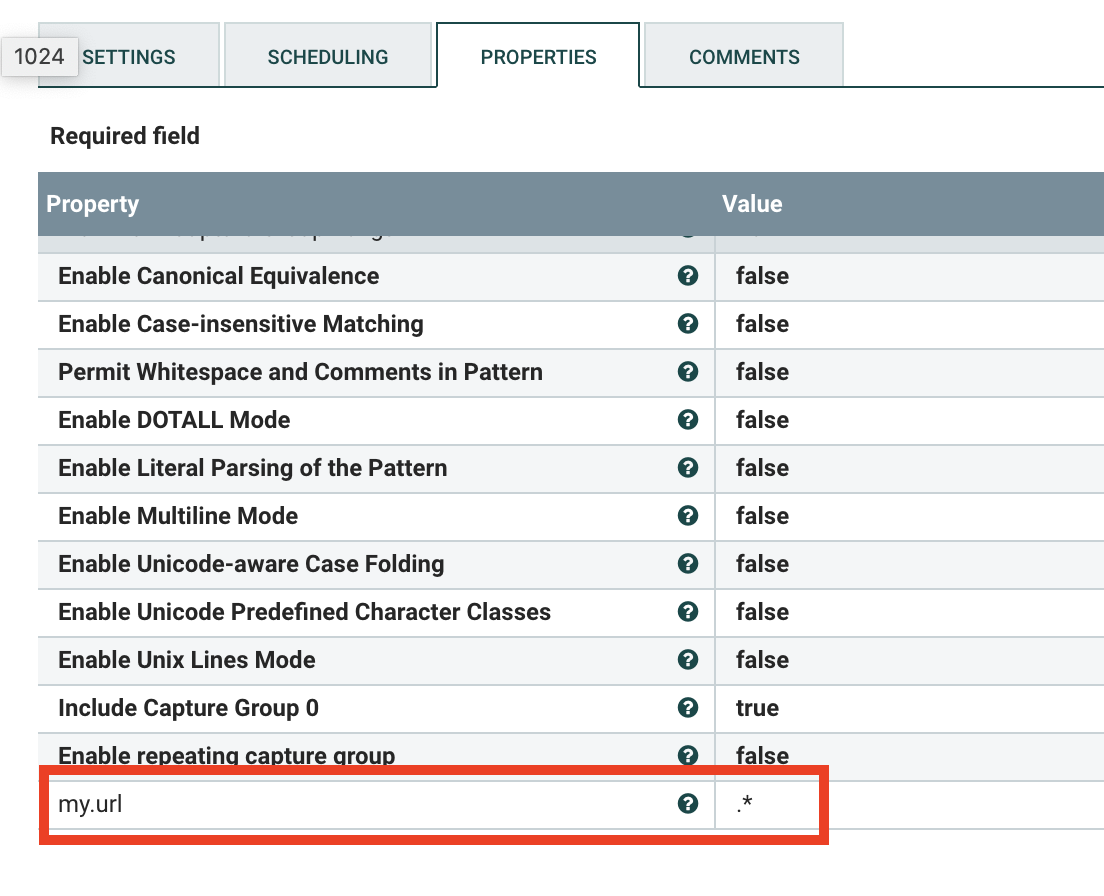 1024
SETTINGS SCHEDULING PROPERTIES COMMENTS
Required field
Property Value
Enable Canonical Equivalence ? false
Enable Case-insensitive Matching ? false
Permit Whitespace and Comments in Pattern ? false
Enable DOTALL Mode ? false
Enable Literal Parsing of the Pattern ? false
Enable Multiline Mode ? false
Enable Unicode-aware Case Folding ? false
Enable Unicode Predefined Character Classes ? false
Enable Unix Lines Mode ? false
Include Capture Group 0 ? true
Enable repeating capture group ? false
my.url ? .*